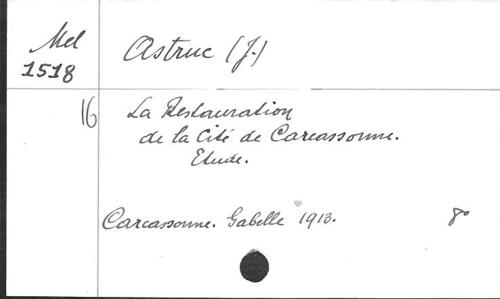 Mel
1518
Astruc (J.)
16
La Restauration
de la Cité de Carcassonne.
Etude.
Carcassonne. Gabelle 1913.
8°